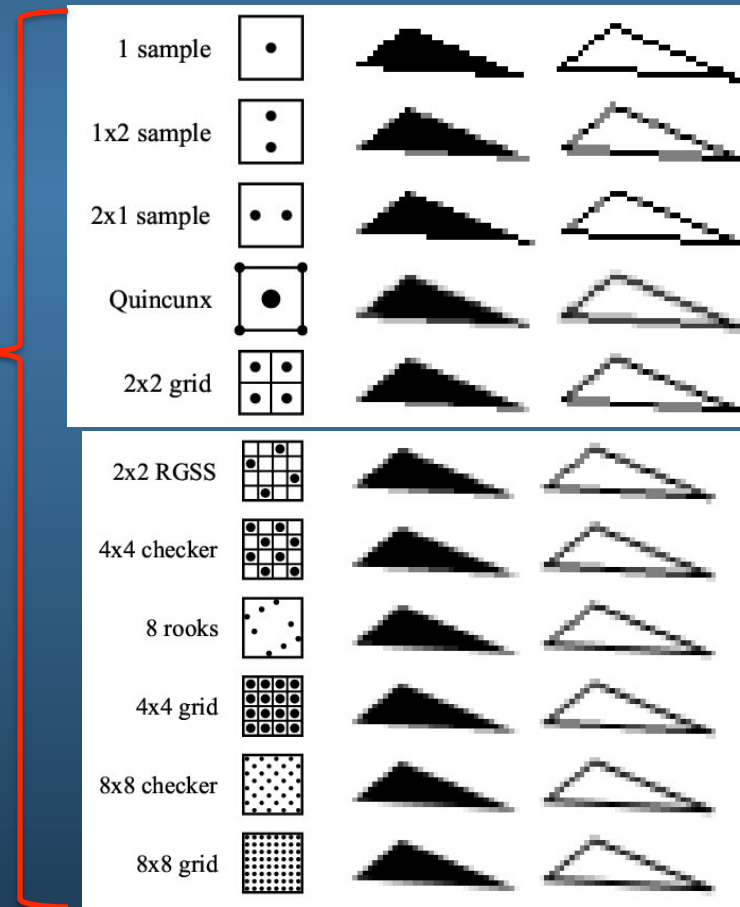 1 sample
1x2 sample
2x1 sample
Quincunx
2x2 grid
2x2 RGSS
4x4 checker
8 rooks
4x4 grid
8x8 checker
8x8 grid